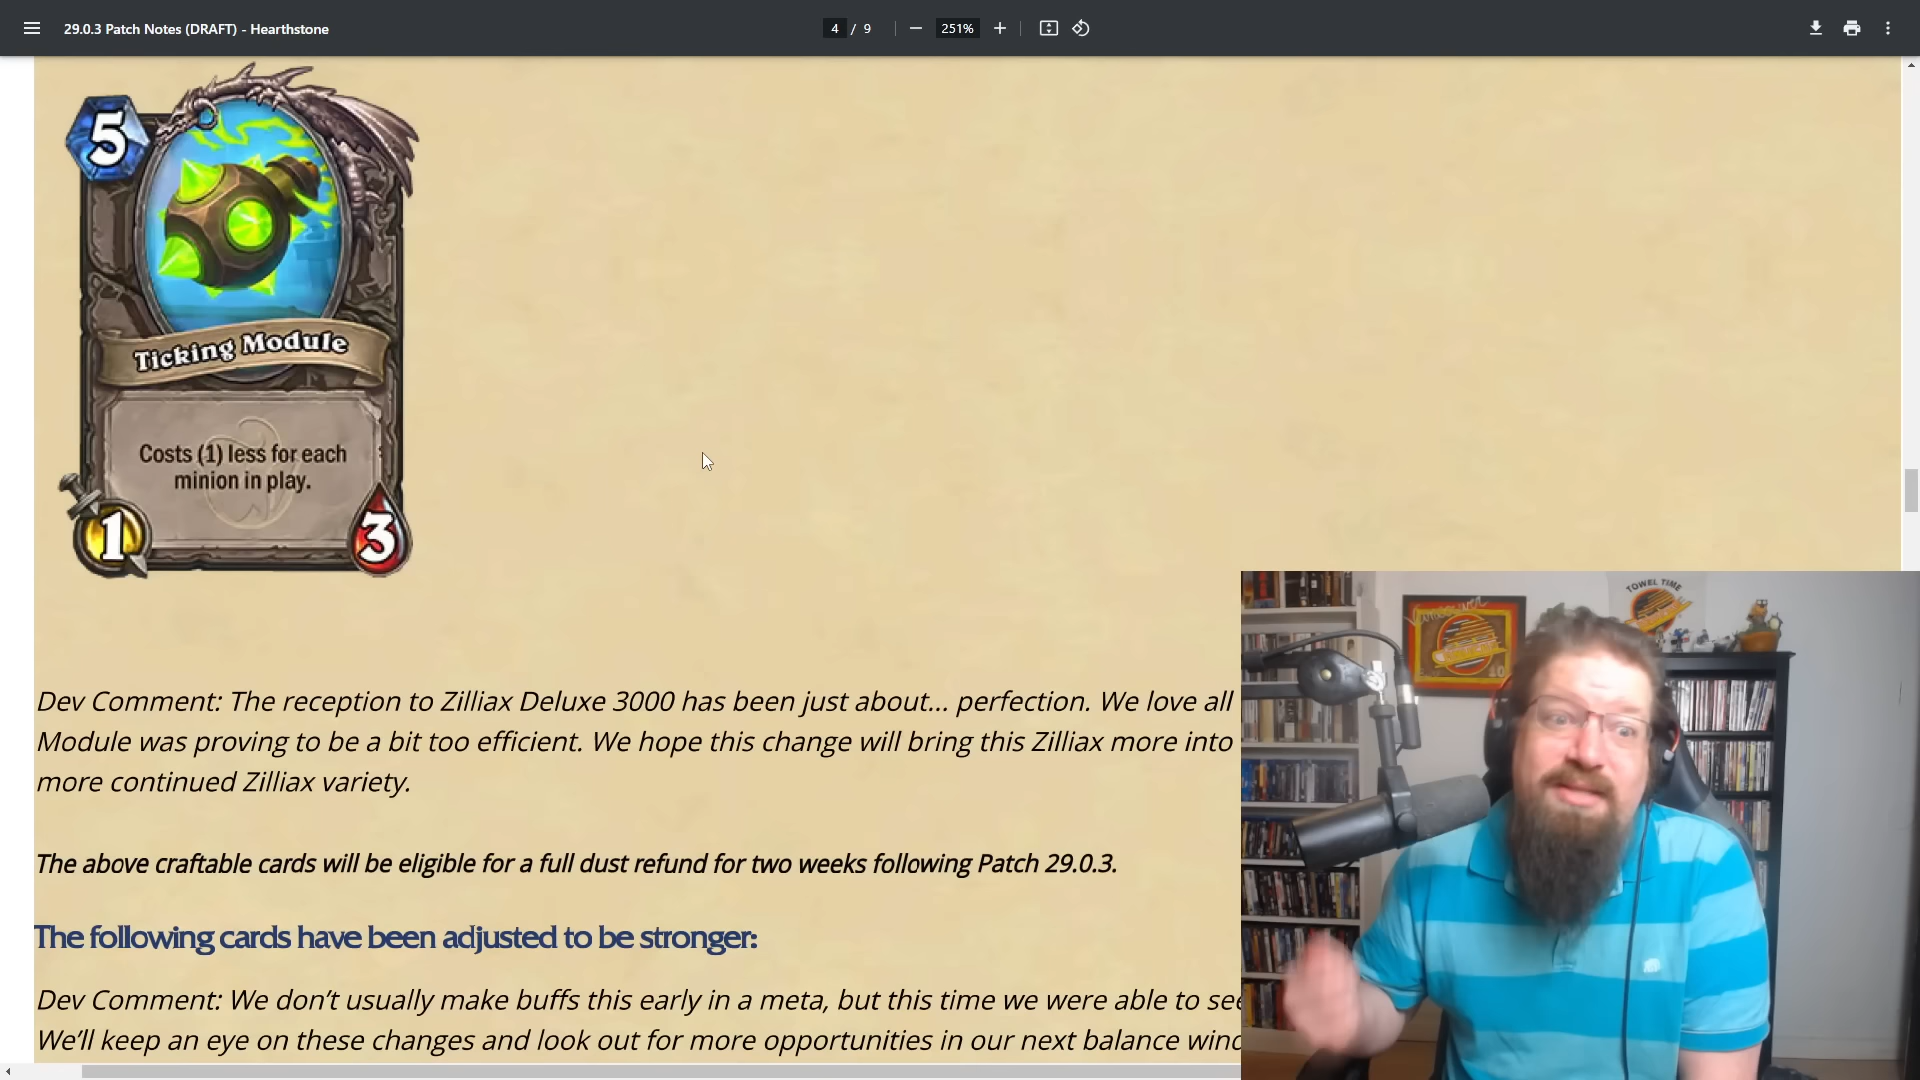 29.0.3 Patch Notes (DRAFT) - Hearthstone
4 / 9
251%
5
Ticking Module
Costs (1) less for each
minion in play.
1
3
TOWEL TIME
Vancouver
Dev Comment: The reception to Zilliax Deluxe 3000 has been just about... perfection. We love all
Module was proving to be a bit too efficient. We hope this change will bring this Zilliax more into
more continued Zilliax variety.
The above craftable cards will be eligible for a full dust refund for two weeks following Patch 29.0.3.
The following cards have been adjusted to be stronger:
Dev Comment: We don't usually make buffs this early in a meta, but this time we were able to see
We'll keep an eye on these changes and look out for more opportunities in our next balance wind